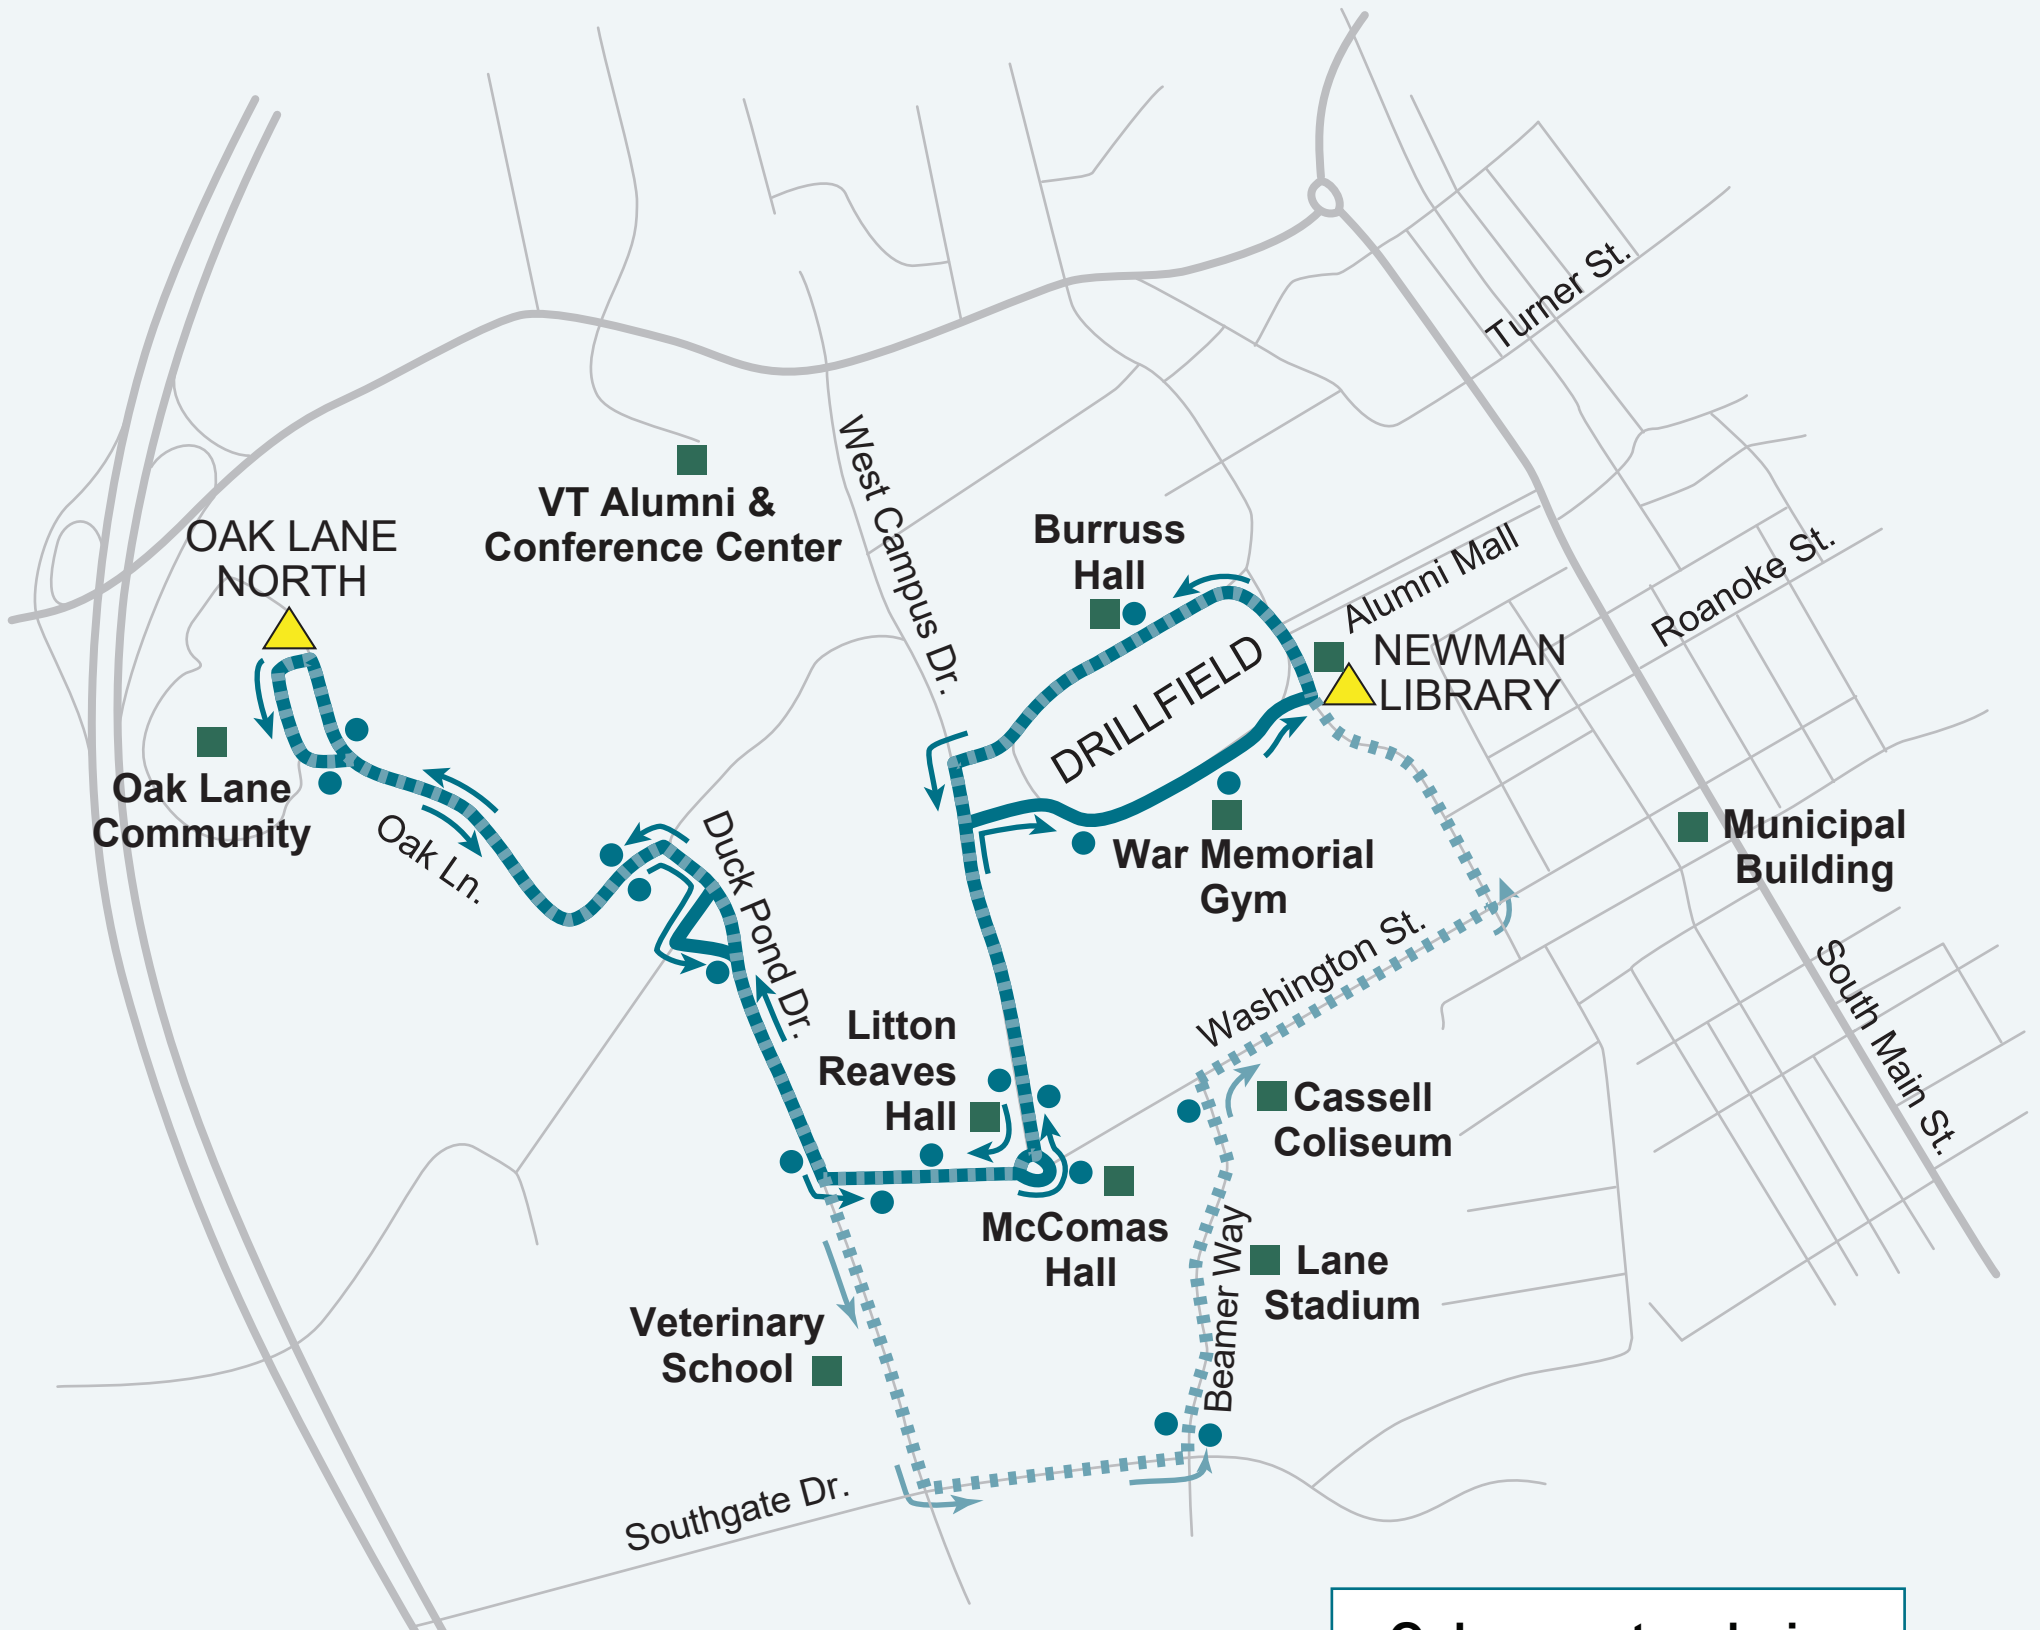 Turner St.
West Campus Dr.
VT Alumni &
Conference Center
OAK LANE
NORTH
Burruss
Hall
Alumni Mall
Roanoke St.
NEWMAN
LIBRARY
DRILLFIELD
Oak Lane
Community
Oak Ln.
Duck Pond Dr.
War Memorial
Gym
Municipal
Building
Washington St.
South Main St.
Litton
Reaves
Hall
Cassell
Coliseum
McComas
Hall
Beamer Way
Lane
Stadium
Veterinary
School
Southgate Dr.